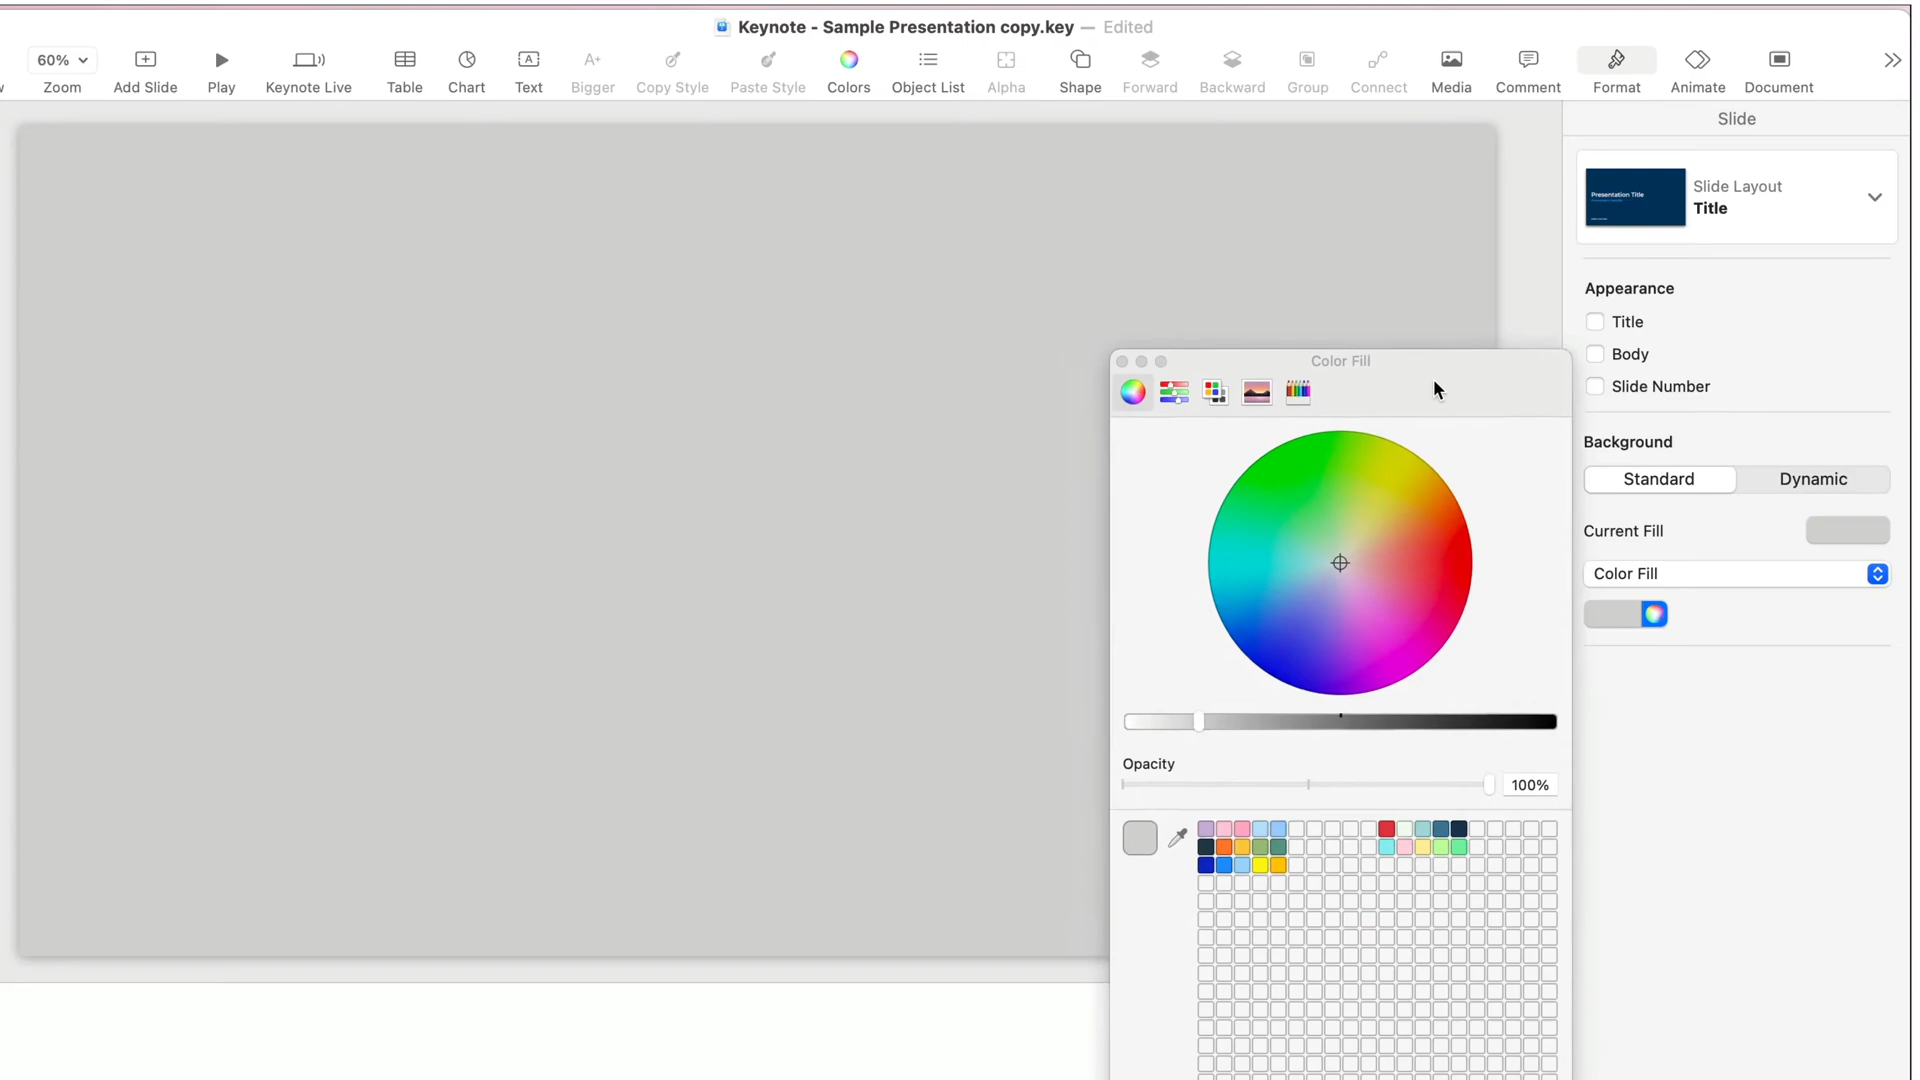 Keynote - Sample Presentation copy.key — Edited
60%
Zoom
Add Slide
Play
Keynote Live
Table
Chart
Text
Bigger
Copy Style
Paste Style
Colors
Object List
Alpha
Shape
Forward
Backward
Group
Connect
Media
Comment
Format
Animate
Document
Slide
Presentation Title
Slide Layout
Title
Appearance
Title
Body
Slide Number
Background
Standard
Dynamic
Current Fill
Color Fill
Color Fill
Opacity
100%